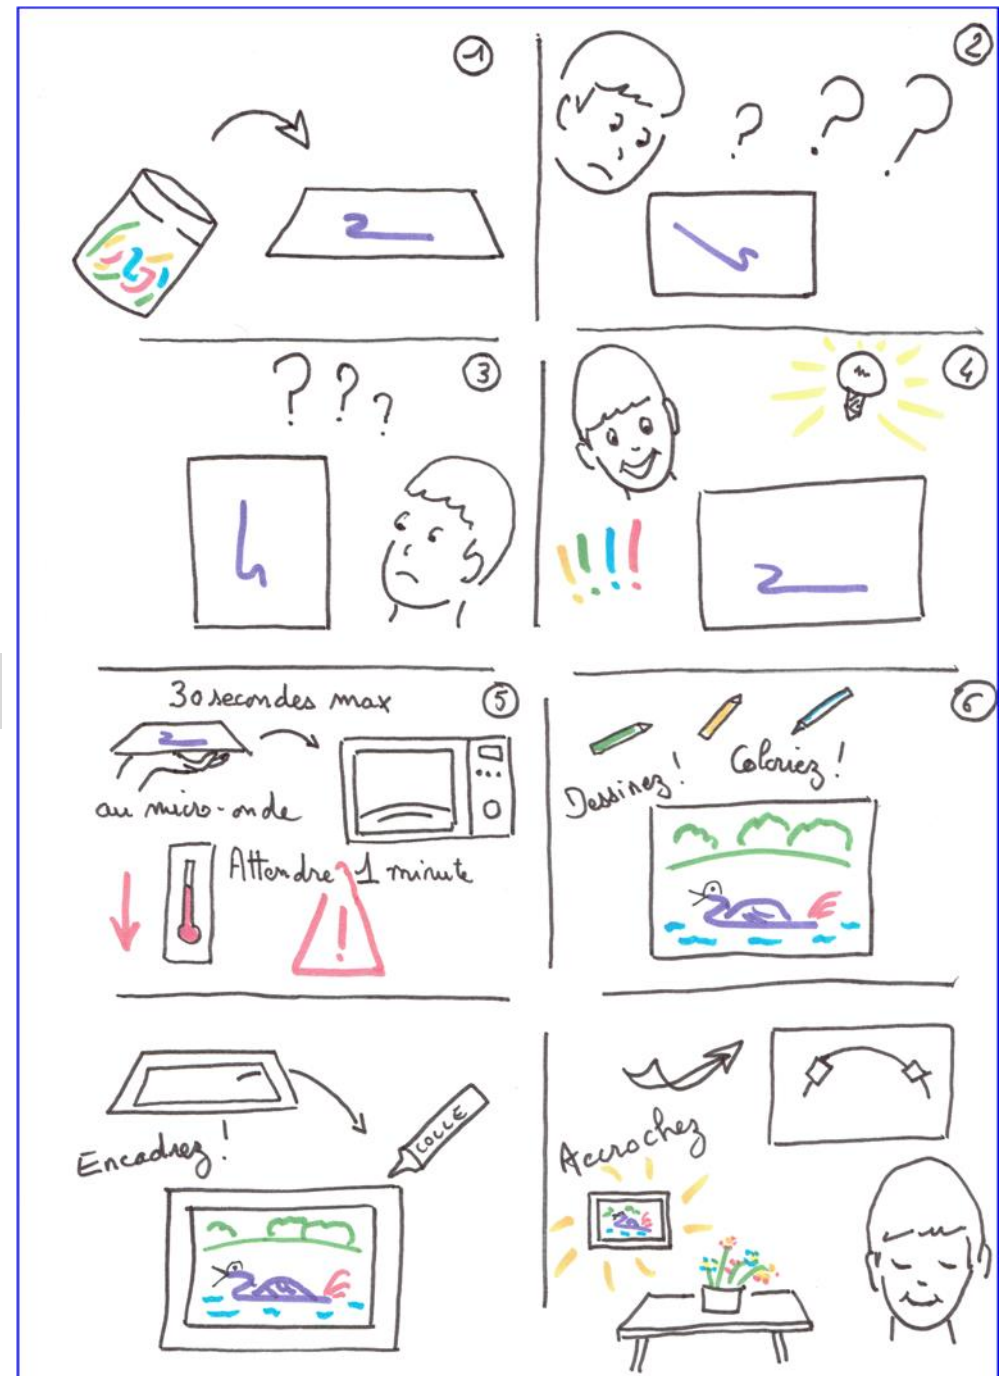 1
2
? ? ?
3
? ? ?
4
! ! ! !
30 secondes max
5
au micro-onde
Attendre 1 minute
!
6
Dessinez !
Coloriez !
Encadrez !
COLLE
Accrochez